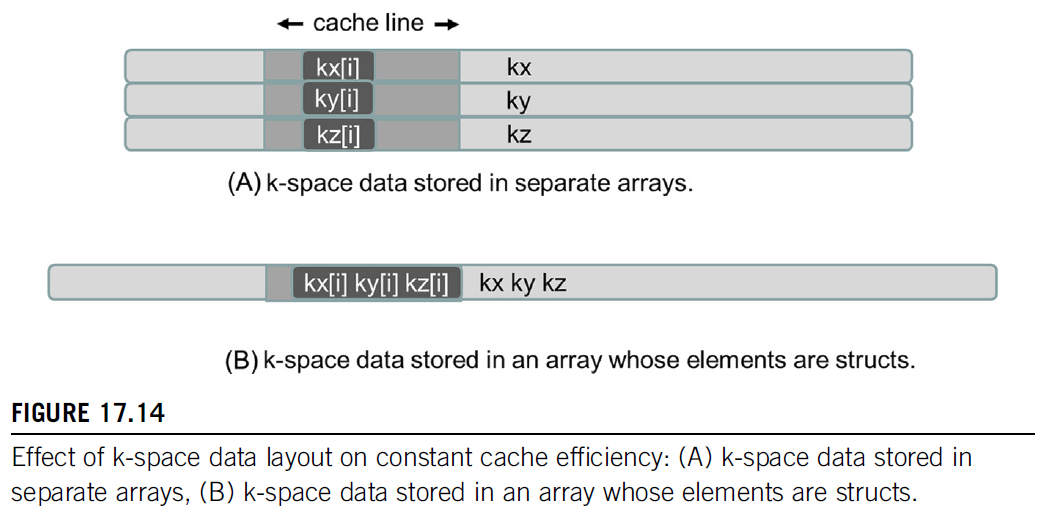 cache line
kx[i] kx
ky[i] ky
kz[i] kz
(A) k-space data stored in separate arrays.
kx[i] ky[i] kz[i] kx ky kz
(B) k-space data stored in an array whose elements are structs.
FIGURE 17.14
Effect of k-space data layout on constant cache efficiency: (A) k-space data stored in
separate arrays, (B) k-space data stored in an array whose elements are structs.